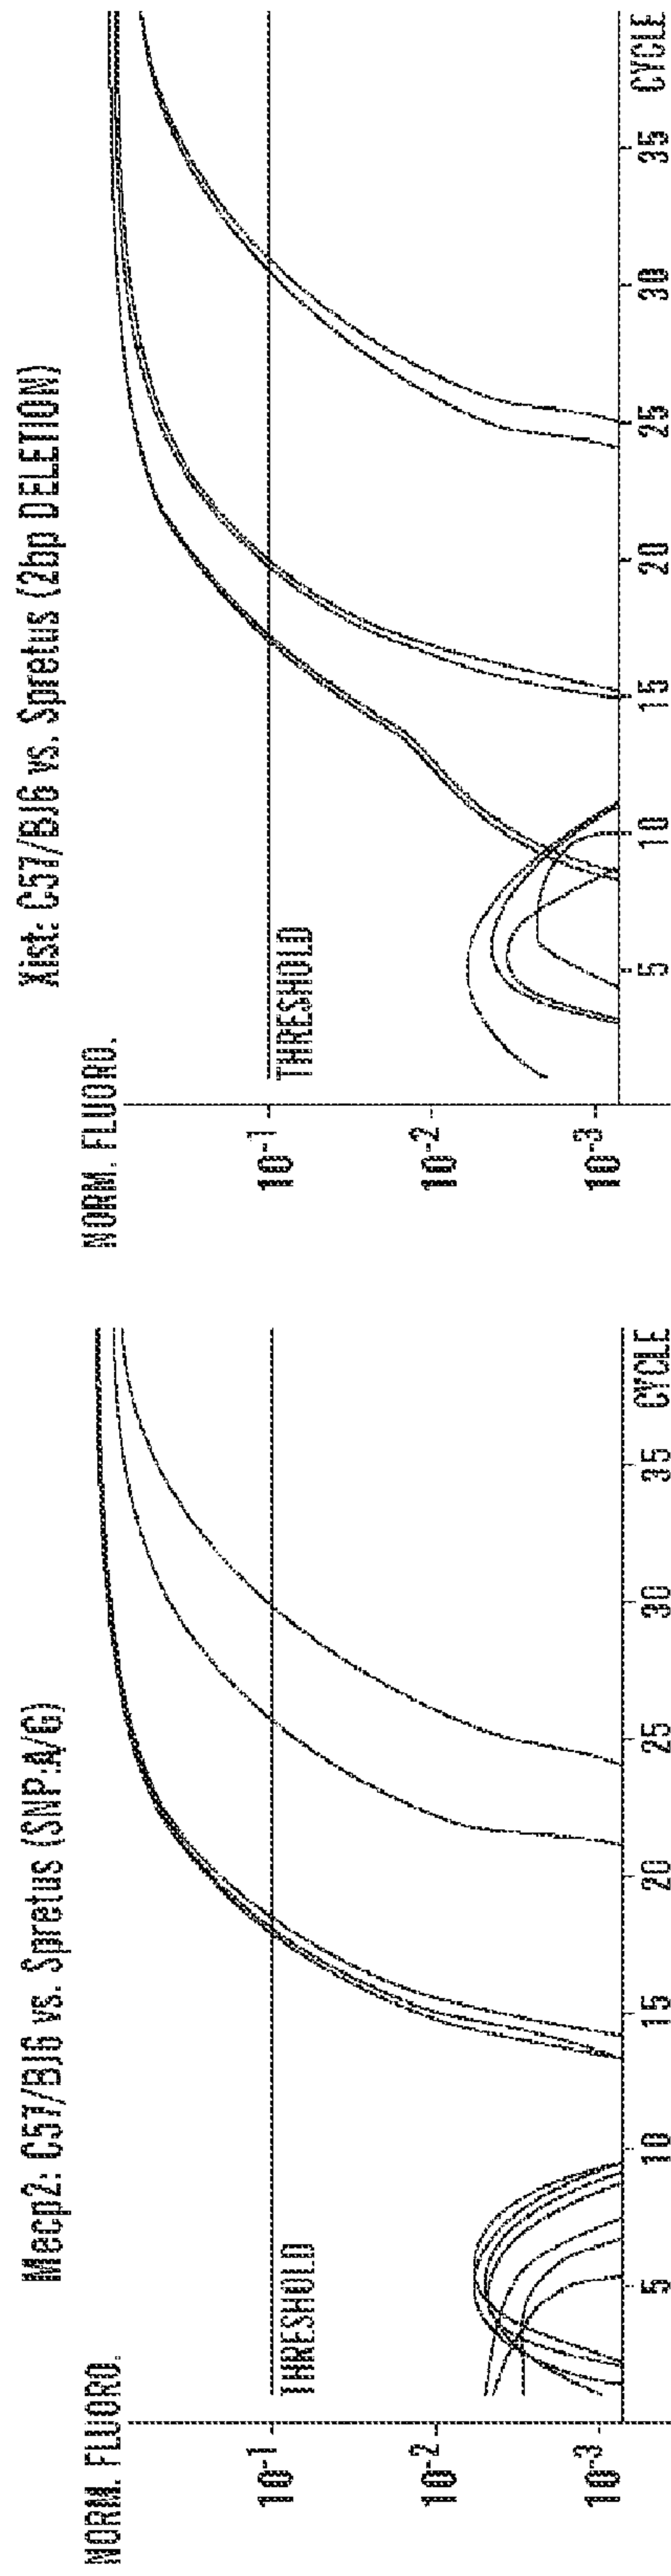 Mecp2: C57/BJ6 vs. Spretus (SNP:A/G)
NORM. FLUORO.
10-1
10-2
10-3
THRESHOLD
5
10
15
20
25
30
35
CYCLE
Xist: C57/BJ6 vs. Spretus (2bp DELETION)
NORM. FLUORO.
10-1
10-2
10-3
THRESHOLD
5
10
15
20
25
30
35
CYCLE